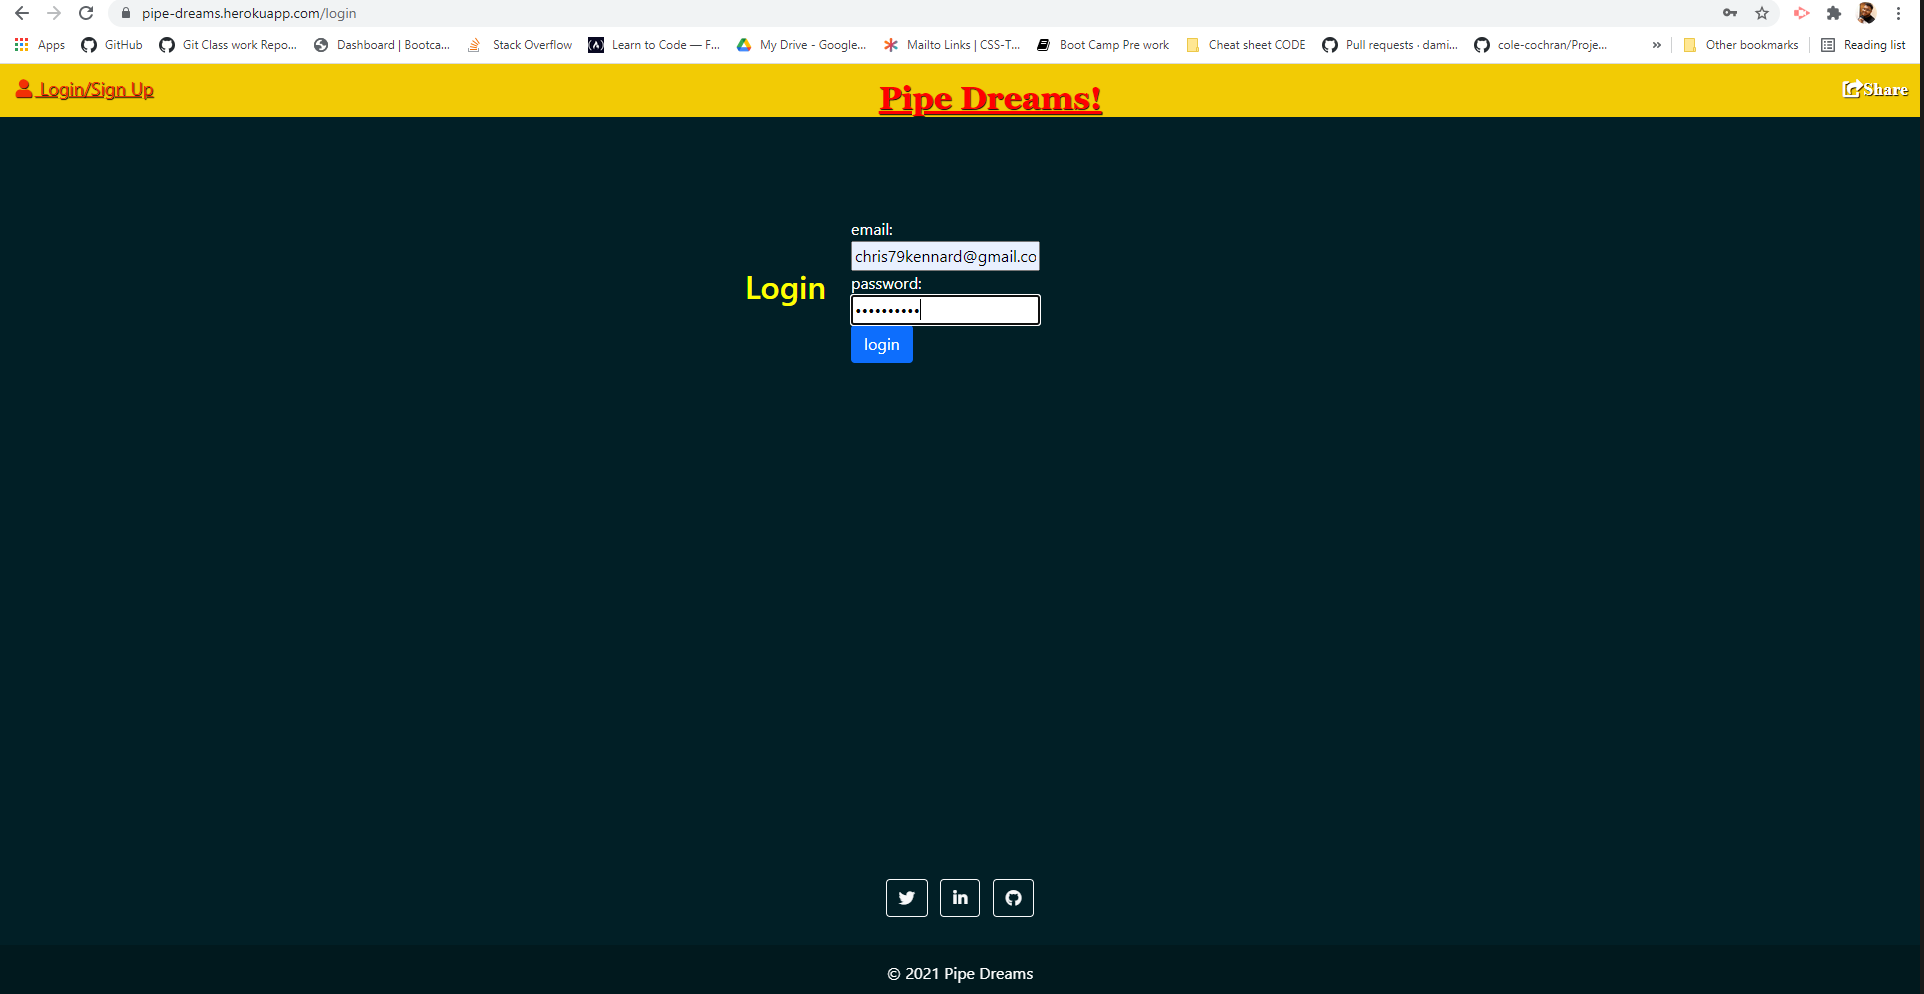 pipe-dreams.herokuapp.com/login
Apps GitHub Git Class work Repo... Dashboard | Bootca... Stack Overflow Learn to Code — F... My Drive - Google... Mailto Links | CSS-T... Boot Camp Pre work Cheat sheet CODE Pull requests · dami... cole-cochran/Proje... » Other bookmarks Reading list
Login/Sign Up Pipe Dreams! Share
email:
chris79kennard@gmail.co
Login
password:
••••••••••
login
© 2021 Pipe Dreams